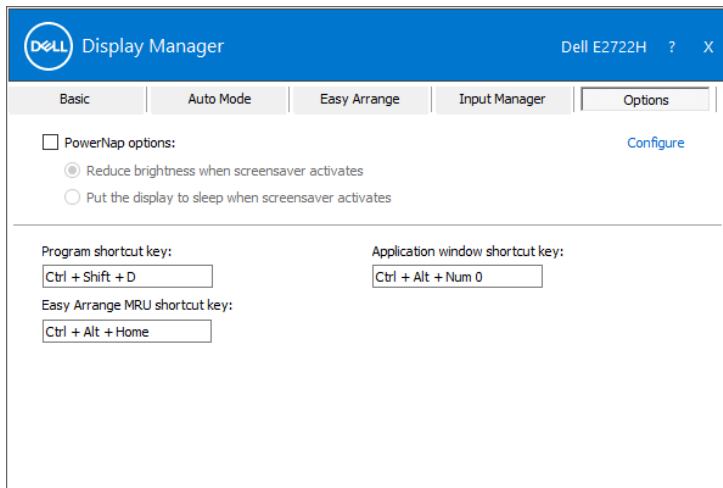 DELL Display Manager Dell E2722H ? X
Basic Auto Mode Easy Arrange Input Manager Options
PowerNap options: Configure
Reduce brightness when screensaver activates
Put the display to sleep when screensaver activates
Program shortcut key: Application window shortcut key:
Ctrl + Shift + D Ctrl + Alt + Num 0
Easy Arrange MRU shortcut key:
Ctrl + Alt + Home